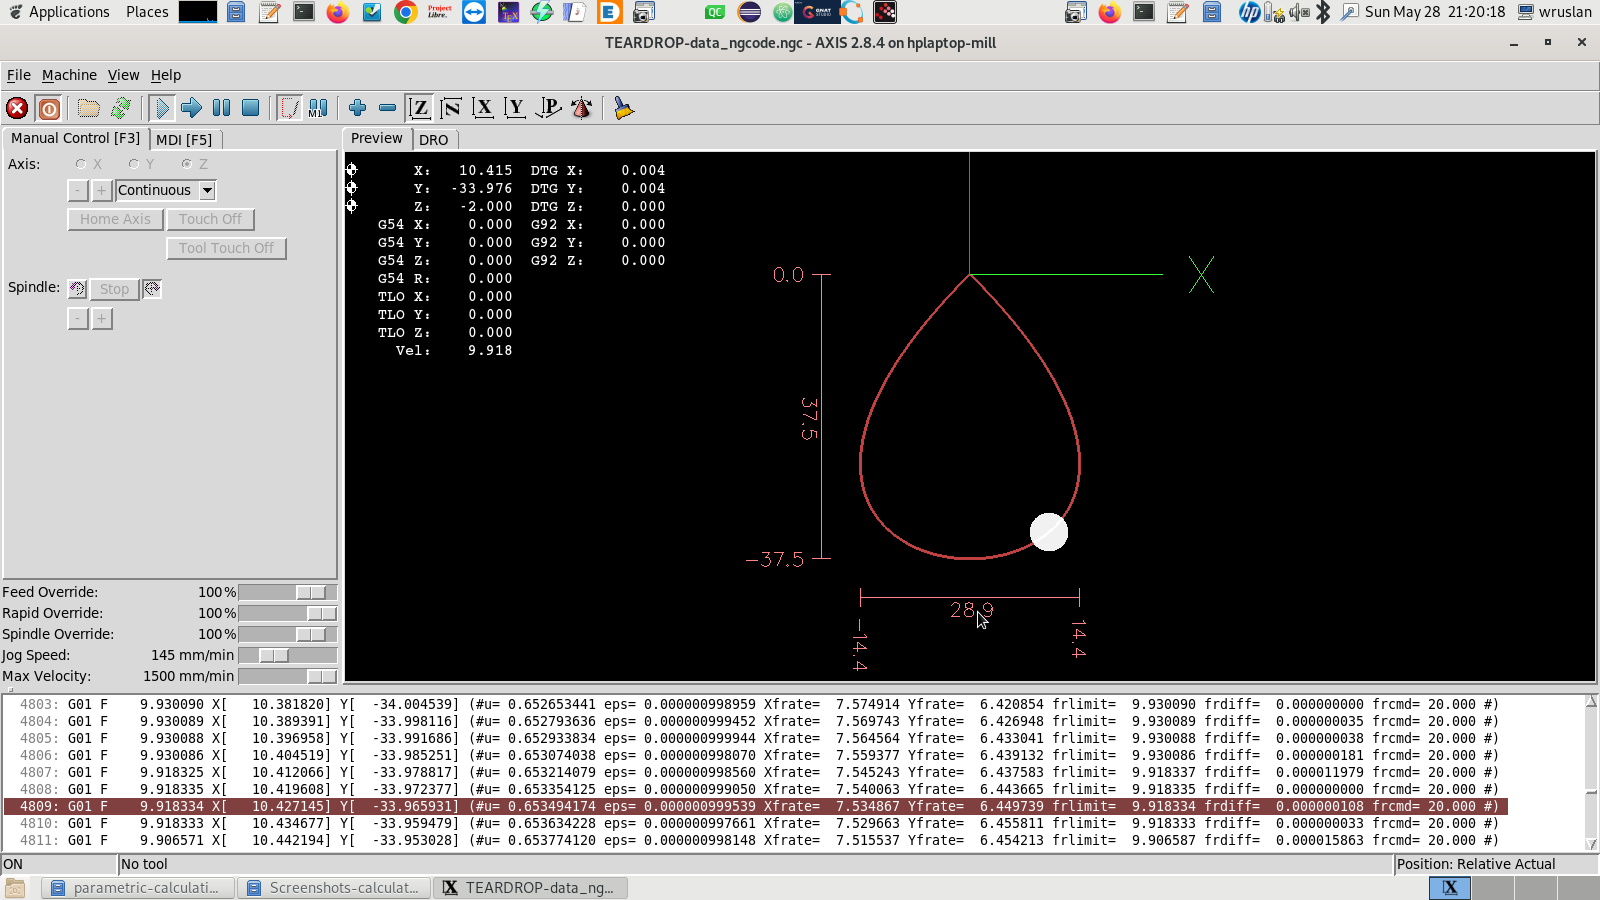 Applications Places Project Libre. TEX QC E GNAT STUDIO hp Sun May 28 21:20:18 wruslan
TEARDROP-data_ngcode.ngc - AXIS 2.8.4 on hplaptop-mill
File Machine View Help
M1 Z N X Y P
Manual Control [F3] MDI [F5] Preview DRO
Axis: X Y Z
- + Continuous
Home Axis Touch Off
Tool Touch Off
Spindle: Stop
- +
X: 10.415 DTG X: 0.004
Y: -33.976 DTG Y: 0.004
Z: -2.000 DTG Z: 0.000
G54 X: 0.000 G92 X: 0.000
G54 Y: 0.000 G92 Y: 0.000
G54 Z: 0.000 G92 Z: 0.000
G54 R: 0.000
TLO X: 0.000
TLO Y: 0.000
TLO Z: 0.000
Vel: 9.918
0.0
X
37.5
-37.5
28.9
-14.4
14.4
Feed Override: 100%
Rapid Override: 100%
Spindle Override: 100%
Jog Speed: 145 mm/min
Max Velocity: 1500 mm/min
4803: G01 F 9.930090 X[ 10.381820] Y[ -34.004539] (#u= 0.652653441 eps= 0.000000998959 Xfrate= 7.574914 Yfrate= 6.420854 frlimit= 9.930090 frdiff= 0.000000000 frcmd= 20.000 #)
4804: G01 F 9.930089 X[ 10.389391] Y[ -33.998116] (#u= 0.652793636 eps= 0.000000999452 Xfrate= 7.569743 Yfrate= 6.426948 frlimit= 9.930089 frdiff= 0.000000035 frcmd= 20.000 #)
4805: G01 F 9.930088 X[ 10.396958] Y[ -33.991686] (#u= 0.652933834 eps= 0.000000999944 Xfrate= 7.564564 Yfrate= 6.433041 frlimit= 9.930088 frdiff= 0.000000038 frcmd= 20.000 #)
4806: G01 F 9.930086 X[ 10.404519] Y[ -33.985251] (#u= 0.653074038 eps= 0.000000998070 Xfrate= 7.559377 Yfrate= 6.439132 frlimit= 9.930086 frdiff= 0.000000181 frcmd= 20.000 #)
4807: G01 F 9.918325 X[ 10.412066] Y[ -33.978817] (#u= 0.653214079 eps= 0.000000998560 Xfrate= 7.545243 Yfrate= 6.437583 frlimit= 9.918337 frdiff= 0.000011979 frcmd= 20.000 #)
4808: G01 F 9.918335 X[ 10.419608] Y[ -33.972377] (#u= 0.653354125 eps= 0.000000999050 Xfrate= 7.540063 Yfrate= 6.443665 frlimit= 9.918335 frdiff= 0.000000065 frcmd= 20.000 #)
4809: G01 F 9.918334 X[ 10.427145] Y[ -33.965931] (#u= 0.653494174 eps= 0.000000999539 Xfrate= 7.534867 Yfrate= 6.449739 frlimit= 9.918334 frdiff= 0.000000108 frcmd= 20.000 #)
4810: G01 F 9.918333 X[ 10.434677] Y[ -33.959479] (#u= 0.653634228 eps= 0.000000997661 Xfrate= 7.529663 Yfrate= 6.455811 frlimit= 9.918333 frdiff= 0.000000033 frcmd= 20.000 #)
4811: G01 F 9.906571 X[ 10.442194] Y[ -33.953028] (#u= 0.653774120 eps= 0.000000998148 Xfrate= 7.515537 Yfrate= 6.454213 frlimit= 9.906587 frdiff= 0.000015863 frcmd= 20.000 #)
ON No tool Position: Relative Actual
parametric-calculati... Screenshots-calculat... TEARDROP-data_ng... X